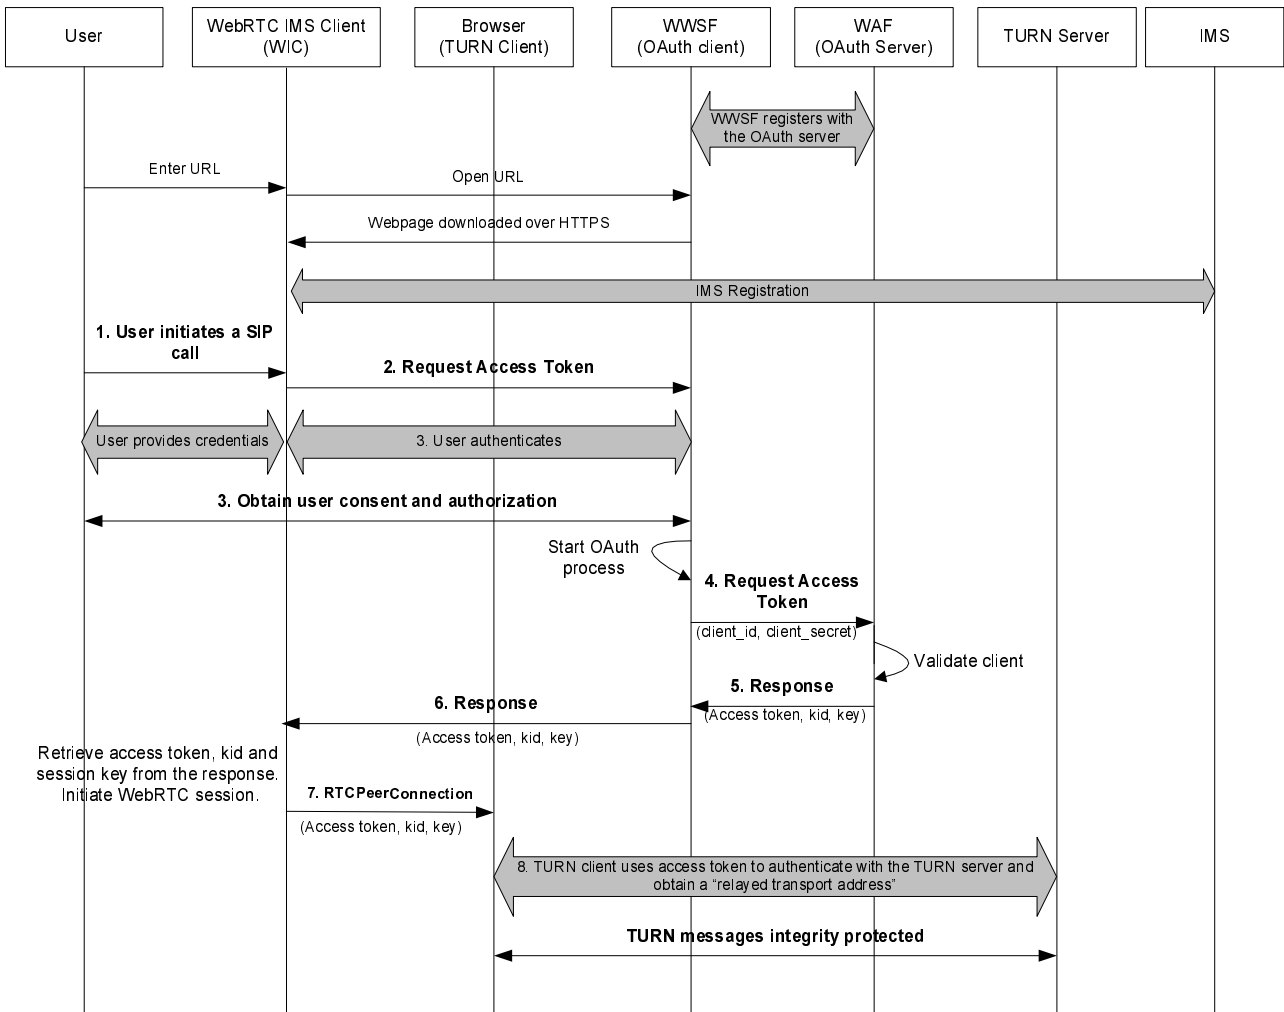 User
WebRTC IMS Client
(WIC)
Browser
(TURN Client)
WWSF
(OAuth client)
WAF
(OAuth Server)
TURN Server
IMS
WWSF registers with
the OAuth server
Enter URL
Open URL
Webpage downloaded over HTTPS
IMS Registration
1. User initiates a SIP
call
2. Request Access Token
User provides credentials
3. User authenticates
3. Obtain user consent and authorization
Start OAuth
process
4. Request Access
Token
(client_id, client_secret)
Validate client
5. Response
(Access token, kid, key)
6. Response
(Access token, kid, key)
Retrieve access token, kid and
session key from the response.
Initiate WebRTC session.
7. RTCPeerConnection
(Access token, kid, key)
8. TURN client uses access token to authenticate with the TURN server and
obtain a “relayed transport address”
TURN messages integrity protected